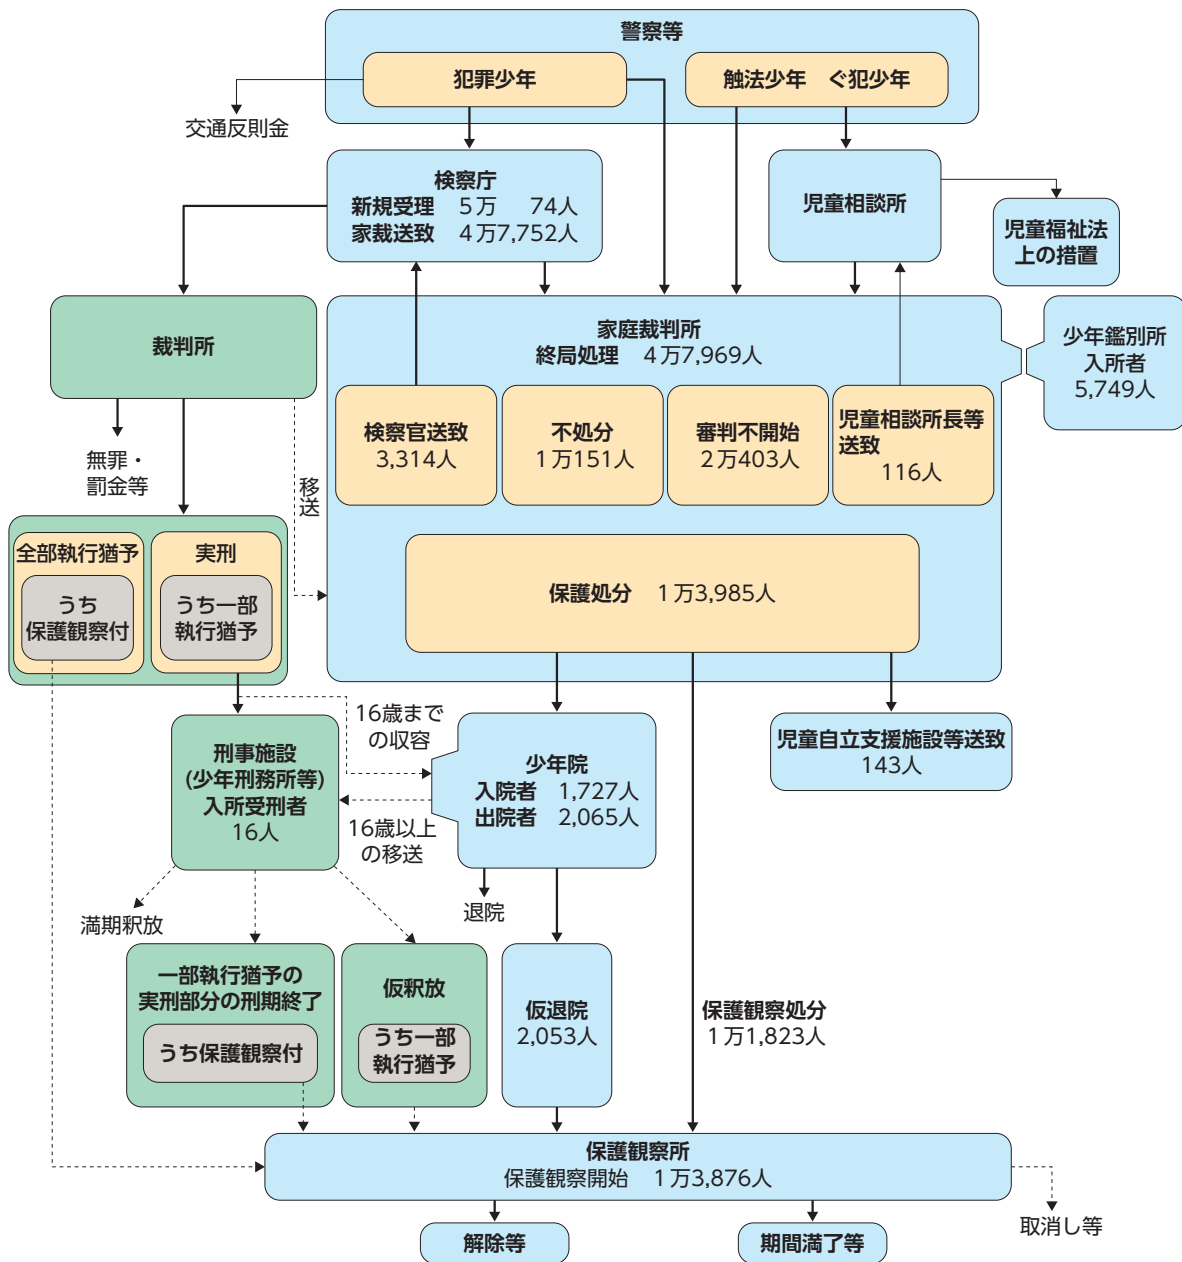 警察等
犯罪少年
触法少年　ぐ犯少年
交通反則金
検察庁
新規受理　5万　　74人
家裁送致　4万7,752人
児童相談所
児童福祉法
上の措置
裁判所
家庭裁判所
終局処理　4万7,969人
少年鑑別所
入所者
5,749人
検察官送致
3,314人
不処分
1万151人
審判不開始
2万403人
児童相談所長等
送致
116人
無罪・
罰金等
移送
全部執行猶予
うち
保護観察付
実刑
うち一部
執行猶予
保護処分　1万3,985人
16歳まで
の収容
刑事施設
(少年刑務所等)
入所受刑者
16人
少年院
入院者　1,727人
出院者　2,065人
児童自立支援施設等送致
143人
16歳以上
の移送
満期釈放
退院
一部執行猶予の
実刑部分の刑期終了
うち保護観察付
仮釈放
うち一部
執行猶予
仮退院
2,053人
保護観察処分
1万1,823人
保護観察所
保護観察開始　1万3,876人
取消し等
解除等
期間満了等